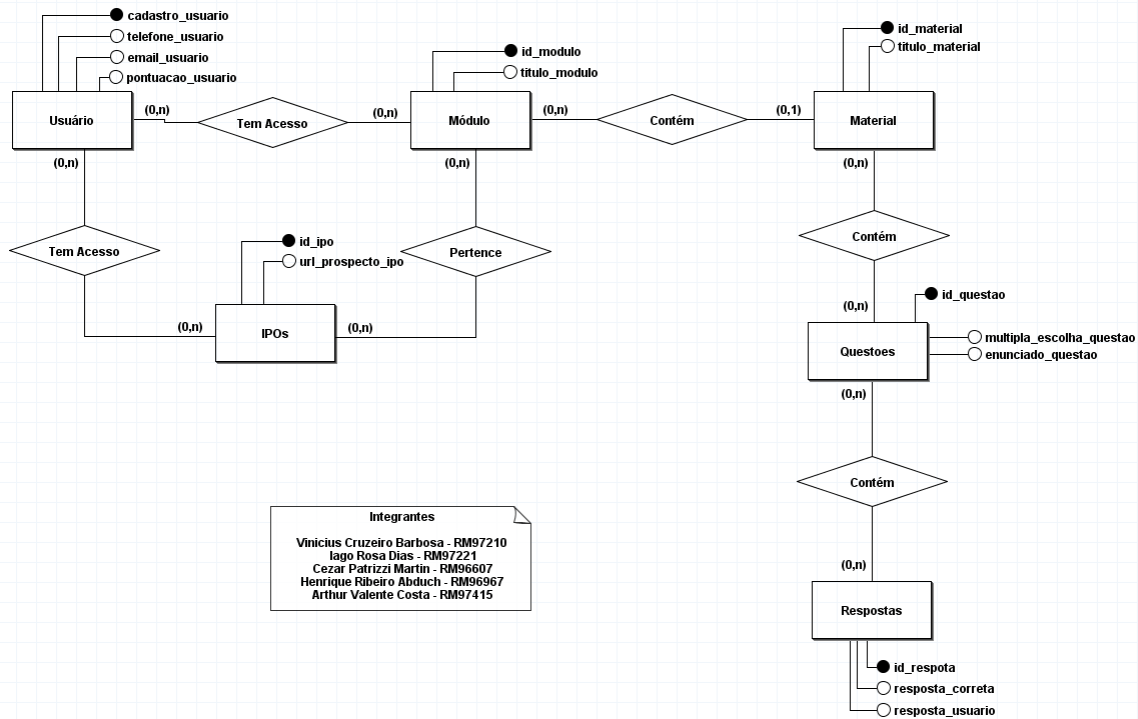 cadastro_usuario
telefone_usuario
email_usuario
pontuacao_usuario
Usuário
(0,n)
Tem Acesso
(0,n)
id_modulo
titulo_modulo
Módulo
(0,n)
Contém
(0,1)
id_material
titulo_material
Material
(0,n)
(0,n)
(0,n)
Tem Acesso
(0,n)
id_ipo
url_prospecto_ipo
IPOs
(0,n)
Pertence
Contém
(0,n)
id_questao
multipla_escolha_questao
enunciado_questao
Questoes
(0,n)
Contém
(0,n)
Respostas
id_respota
resposta_correta
resposta_usuario
Integrantes
Vinicius Cruzeiro Barbosa - RM97210
Iago Rosa Dias - RM97221
Cezar Patrizzi Martin - RM96607
Henrique Ribeiro Abduch - RM96967
Arthur Valente Costa - RM97415